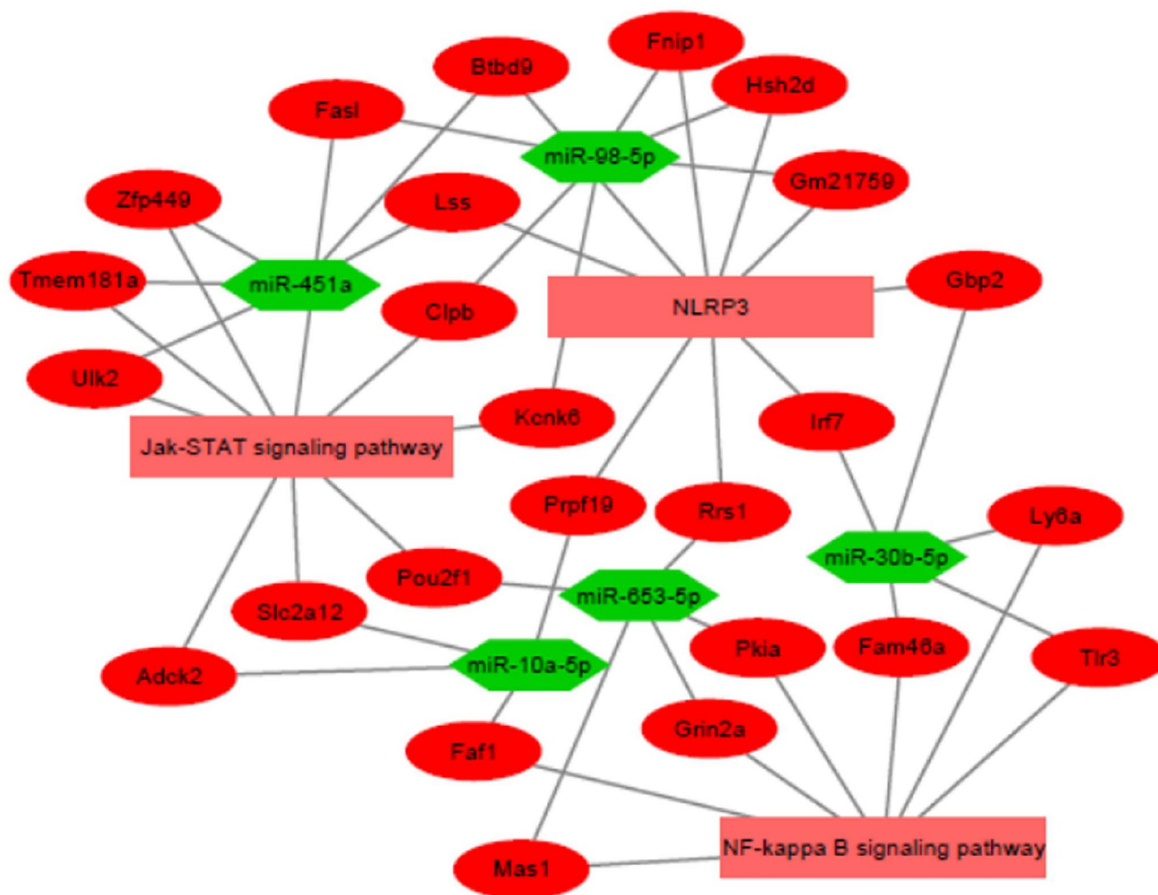 Fnip1
Btbd9
Hsh2d
Fasl
miR-98-5p
Gm21759
Zfp449
Lss
Tmem181a
miR-451a
Gbp2
Clpb
NLRP3
Ulk2
Kcnk6
Irf7
Jak-STAT signaling pathway
Prpf19
Rrs1
Ly6a
miR-30b-5p
Pou2f1
miR-653-5p
Slc2a12
Pkia
Fam46a
Tlr3
miR-10a-5p
Adck2
Grin2a
Faf1
NF-kappa B signaling pathway
Mas1